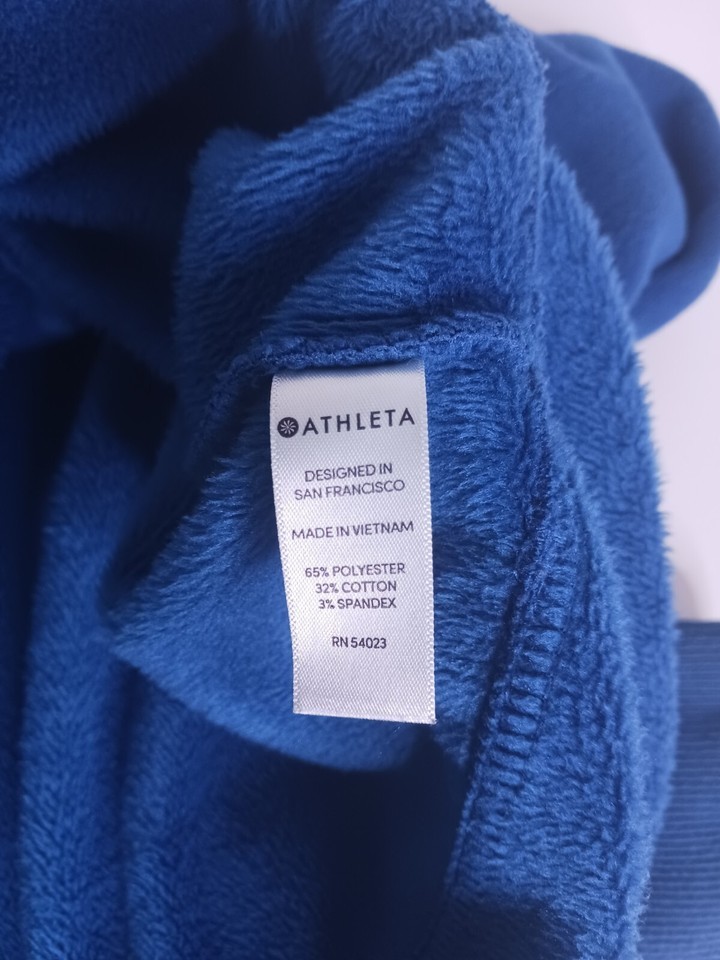 ATHLETA
DESIGNED IN
SAN FRANCISCO
MADE IN VIETNAM
65% POLYESTER
32% COTTON
3% SPANDEX
RN 54023